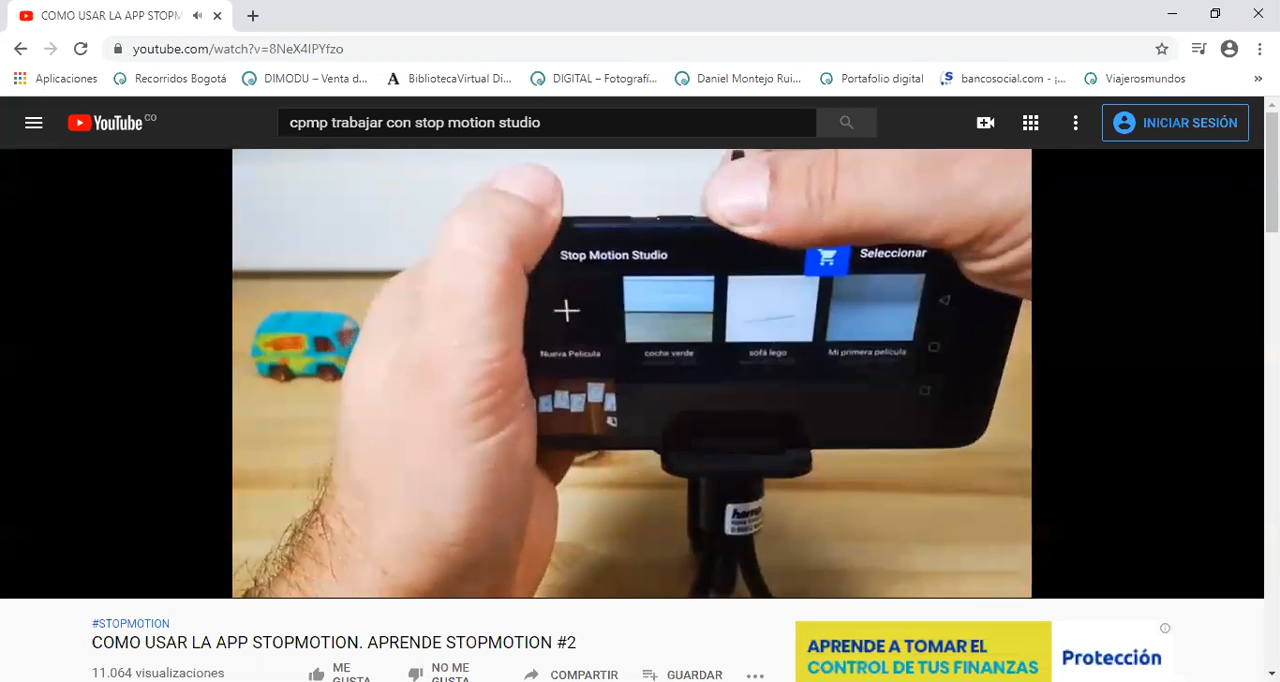 COMO USAR LA APP STOPM
youtube.com/watch?v=8NeX4IPYfzo
Aplicaciones
Recorridos Bogotá
DIMODU – Venta d...
BibliotecaVirtual Di...
DIGITAL – Fotografí...
Daniel Montejo Rui...
Portafolio digital
bancosocial.com - ¡...
Viajerosmundos
YouTube CO
cpmp trabajar con stop motion studio
INICIAR SESIÓN
Stop Motion Studio
Seleccionar
Nueva Película
coche verde
sofá lego
Mi primera película
hama
#STOPMOTION
COMO USAR LA APP STOPMOTION. APRENDE STOPMOTION #2
11.064 visualizaciones
ME GUSTA
NO ME GUSTA
COMPARTIR
GUARDAR
APRENDE A TOMAR EL
CONTROL DE TUS FINANZAS
Protección